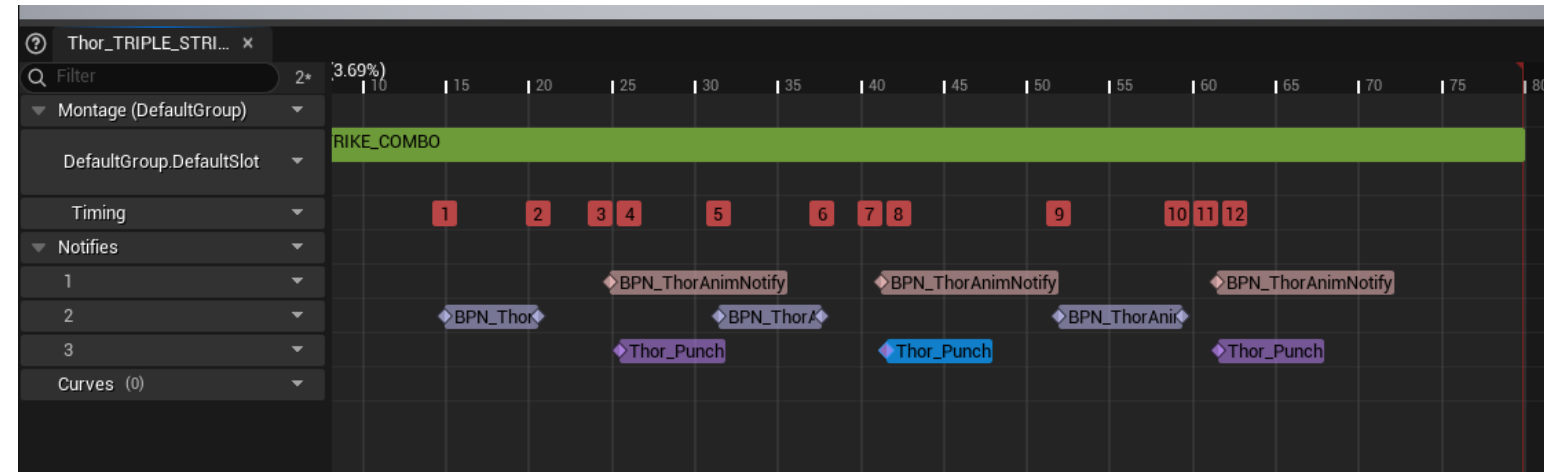 Thor_TRIPLE_STRI... ×
Filter 2*
3.69%)
10 15 20 25 30 35 40 45 50 55 60 65 70 75 80
Montage (DefaultGroup)
RIKE_COMBO
DefaultGroup.DefaultSlot
Timing 1 2 3 4 5 6 7 8 9 10 11 12
Notifies
1 BPN_ThorAnimNotify BPN_ThorAnimNotify BPN_ThorAnimNotify
2 BPN_Thor BPN_ThorA BPN_ThorAni
3 Thor_Punch Thor_Punch Thor_Punch
Curves (0)